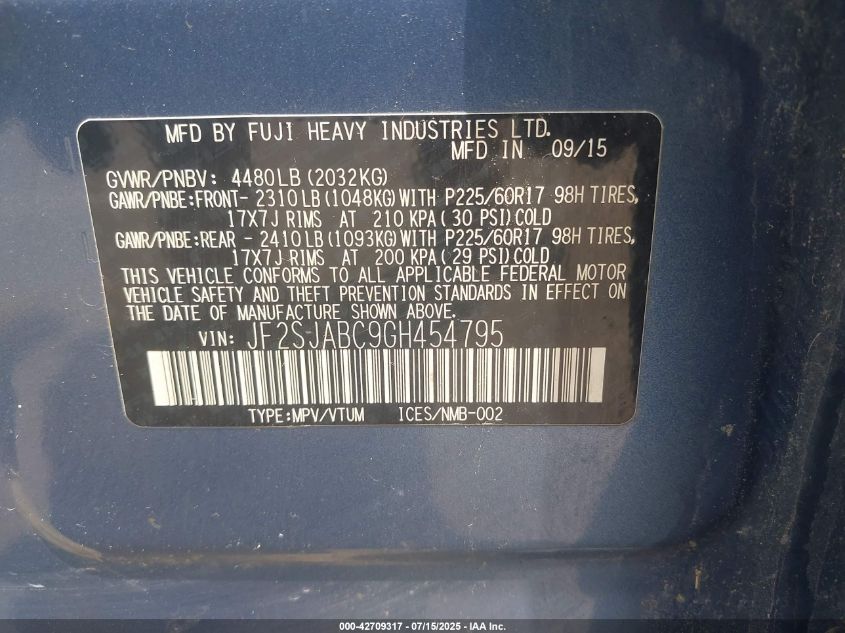 MFD BY FUJI HEAVY INDUSTRIES LTD.
MFD IN 09/15
GVWR/PNBV: 4480LB (2032KG)
GAWR/PNBE:FRONT- 2310LB (1048KG) WITH P225/60R17 98H TIRES,
17X7J RIMS AT 210 KPA (30 PSI) COLD
GAWR/PNBE:REAR - 2410LB (1093KG) WITH P225/60R17 98H TIRES,
17X7J RIMS AT 200 KPA (29 PSI) COLD
THIS VEHICLE CONFORMS TO ALL APPLICABLE FEDERAL MOTOR
VEHICLE SAFETY AND THEFT PREVENTION STANDARDS IN EFFECT ON
THE DATE OF MANUFACTURE SHOWN ABOVE.
VIN: JF2SJABC9GH454795
TYPE:MPV/VTUM ICES/NMB-002
000-42709317 - 07/15/2025 - IAA Inc.